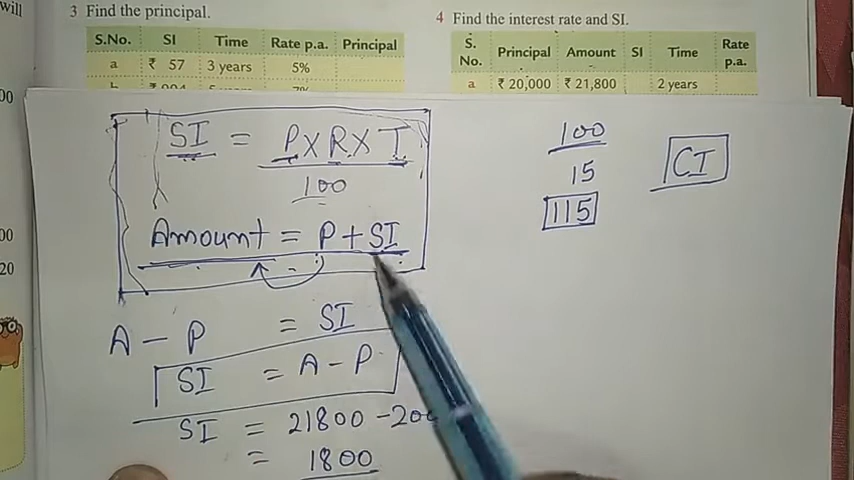 will
3 Find the principal.
S.No. SI Time Rate p.a. Principal
a ₹ 57 3 years 5%
4 Find the interest rate and SI.
S. No. Principal Amount SI Time Rate p.a.
a ₹ 20,000 ₹ 21,800 2 years
00
00
20
SI = P X R X T
100
Amount = P + SI
A - P = SI
SI = A - P
SI = 21800 - 200
= 1800
100
15
115
CI